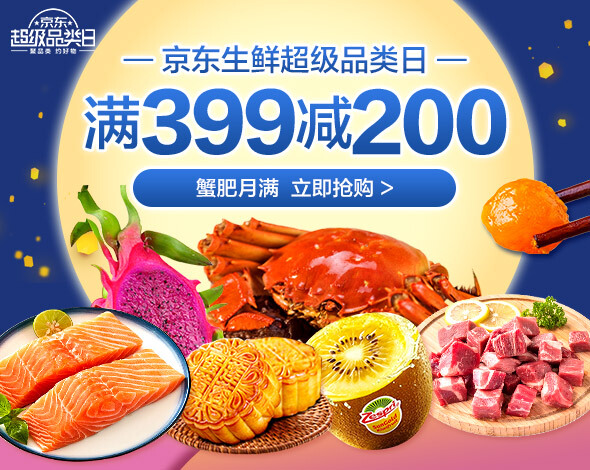 京东
超级品类日
聚品类 约好物
京东生鲜超级品类日
满399减200
蟹肥月满 立即抢购 >
Zespri
SunGold